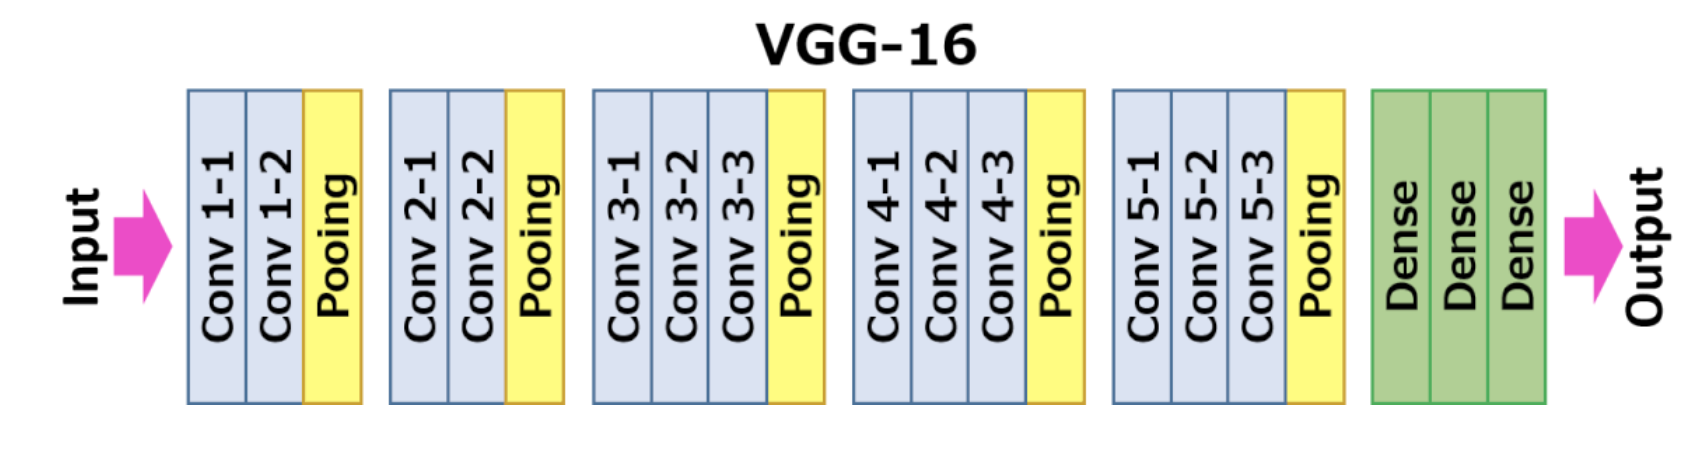 VGG-16
Input
Conv 1-1
Conv 1-2
Pooing
Conv 2-1
Conv 2-2
Pooing
Conv 3-1
Conv 3-2
Conv 3-3
Pooing
Conv 4-1
Conv 4-2
Conv 4-3
Pooing
Conv 5-1
Conv 5-2
Conv 5-3
Pooing
Dense
Dense
Dense
Output